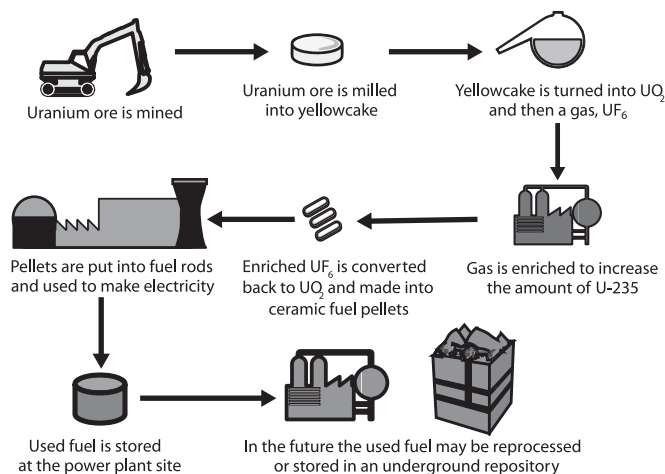 Uranium ore is mined
Uranium ore is milled
into yellowcake
Yellowcake is turned into UO₂
and then a gas, UF₆
Pellets are put into fuel rods
and used to make electricity
Enriched UF₆ is converted
back to UO₂ and made into
ceramic fuel pellets
Gas is enriched to increase
the amount of U-235
Used fuel is stored
at the power plant site
In the future the used fuel may be reprocessed
or stored in an underground repository